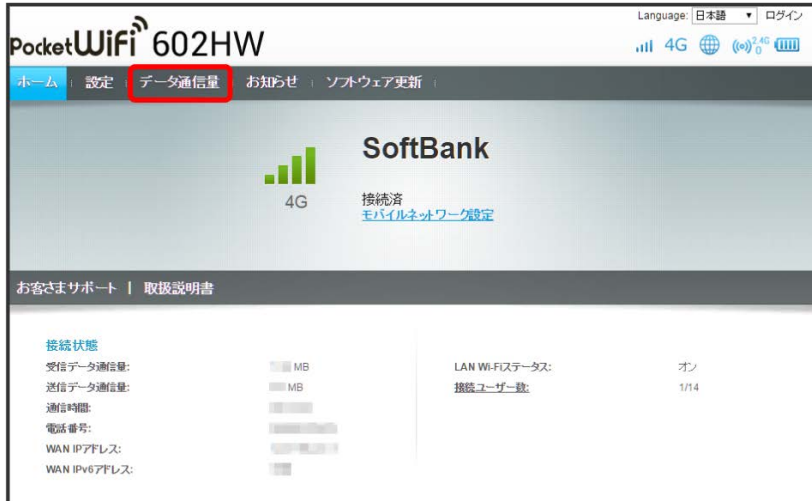 Language: 日本語 ▼ ログイン
PocketWiFi 602HW
4G 2.4G 0
ホーム 設定 データ通信量 お知らせ ソフトウェア更新
SoftBank
4G
接続済
モバイルネットワーク設定
お客さまサポート | 取扱説明書
接続状態
受信データ通信量: MB
送信データ通信量: MB
通信時間:
電話番号:
WAN IPアドレス:
WAN IPv6アドレス:
LAN Wi-Fiステータス: オン
接続ユーザー数: 1/14